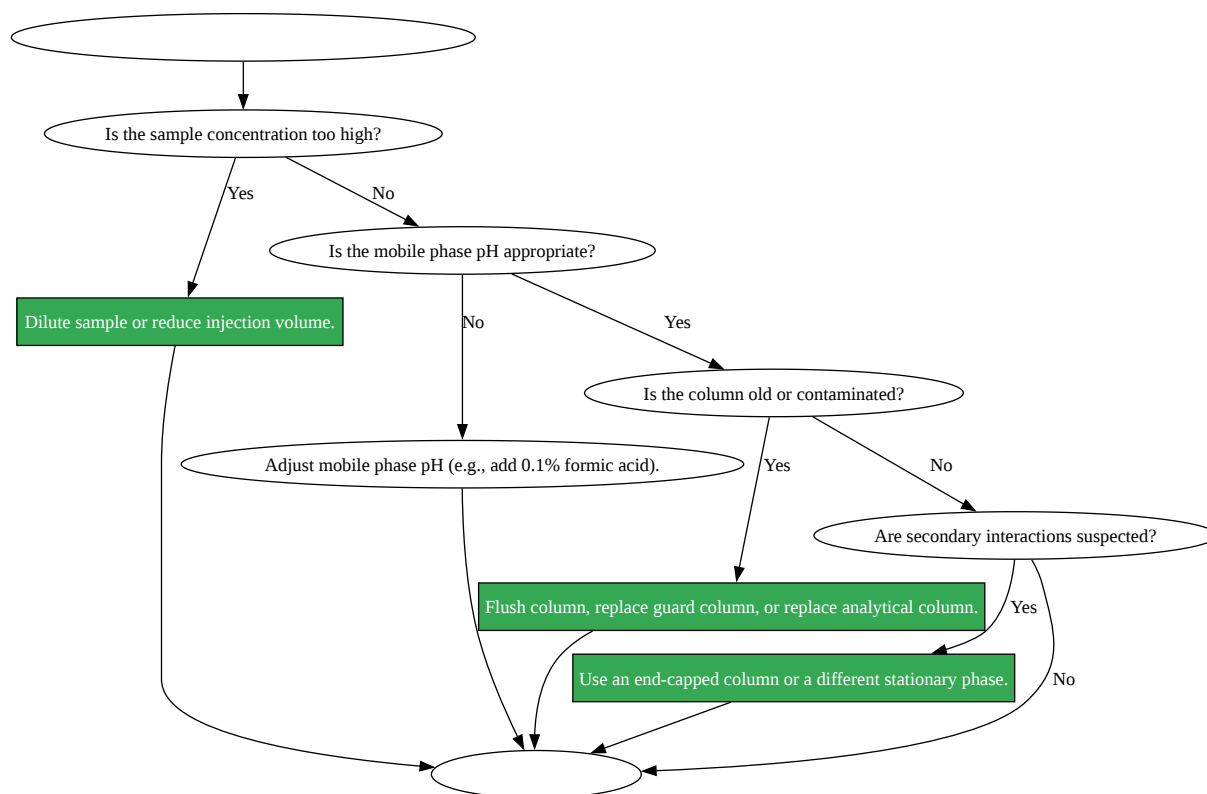 Is the sample concentration too high?
Yes
No
Is the mobile phase pH appropriate?
Dilute sample or reduce injection volume.
No
Yes
Is the column old or contaminated?
Adjust mobile phase pH (e.g., add 0.1% formic acid).
Yes
No
Are secondary interactions suspected?
Flush column, replace guard column, or replace analytical column.
Yes
Use an end-capped column or a different stationary phase.
No